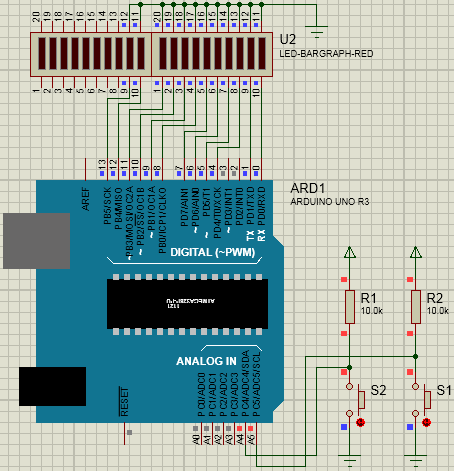 20 19 18 17 16 15 14 13 12 11 20 19 18 17 16 15 14 13 12 11
U2
LED-BARGRAPH-RED
1 2 3 4 5 6 7 8 9 10 1 2 3 4 5 6 7 8 9 10
13 12 11 10 9 8 7 6 5 4 3 2 1 0
AREF
PB5/SCK
PB4/MISO
~PB3/MOSI/OC2A
~PB2/SS/OC1B
~PB1/OC1A
PB0/ICP1/CLKO
PD7/AIN1
~PD6/AIN0
~PD5/T1
PD4/T0/XCK
~PD3/INT1
PD2/INT0
TX PD1/TXD
RX PD0/RXD
ARD1
ARDUINO UNO R3
DIGITAL (~PWM)
1121
ANALOG IN
RESET
PC0/ADC0
PC1/ADC1
PC2/ADC2
PC3/ADC3
PC4/ADC4/SDA
PC5/ADC5/SCL
A0 A1 A2 A3 A4 A5
R1
10.0k
R2
10.0k
S2
S1